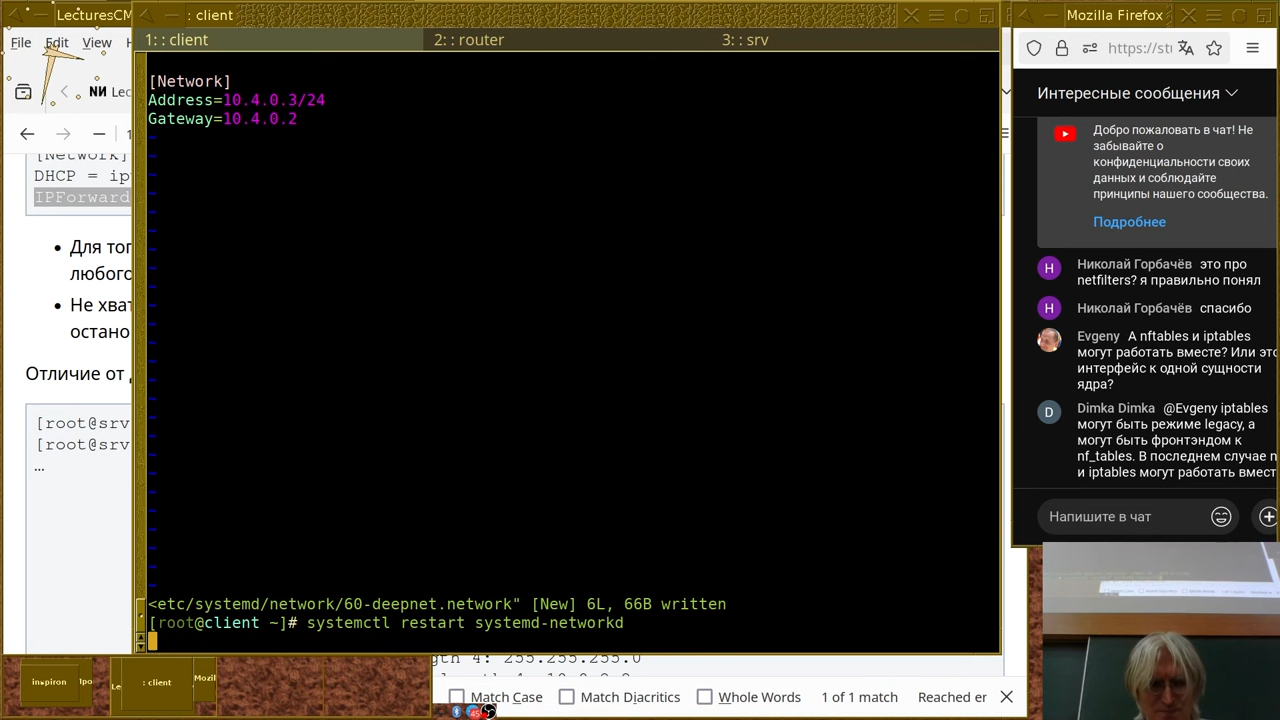 LecturesCM
: client
Mozilla Firefox
File Edit View
1: : client
2: : router
3: : srv
https://stu
Lec
Интересные сообщения
[Network]
Address=10.4.0.3/24
Gateway=10.4.0.2
[Network]
DHCP = ip
IPForward
Для тог
любого
Не хват
остано
Отличие от
[root@srv
[root@srv
…
Добро пожаловать в чат! Не
забывайте о
конфиденциальности своих
данных и соблюдайте
принципы нашего сообщества.
Подробнее
Николай Горбачёв это про
netfilters? я правильно понял
Николай Горбачёв спасибо
Evgeny А nftables и iptables
могут работать вместе? Или это
интерфейс к одной сущности
ядра?
Dimka Dimka @Evgeny iptables
могут быть режиме legacy, а
могут быть фронтэндом к
nf_tables. В последнем случае n
и iptables могут работать вмест
Напишите в чат
<etc/systemd/network/60-deepnet.network" [New] 6L, 66B written
[root@client ~]# systemctl restart systemd-networkd
gth 4: 255.255.255.0
inspiron
: client
Mozil
Match Case
Match Diacritics
Whole Words
1 of 1 match
Reached er